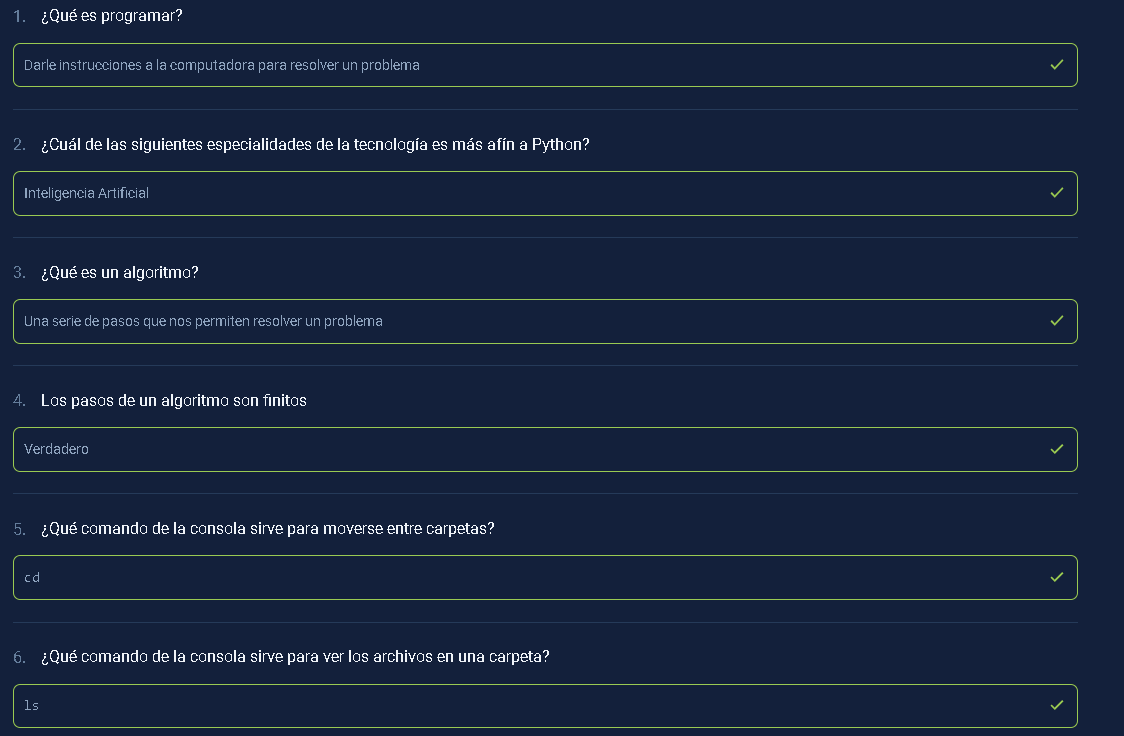 1. ¿Qué es programar?
Darle instrucciones a la computadora para resolver un problema
2. ¿Cuál de las siguientes especialidades de la tecnología es más afín a Python?
Inteligencia Artificial
3. ¿Qué es un algoritmo?
Una serie de pasos que nos permiten resolver un problema
4. Los pasos de un algoritmo son finitos
Verdadero
5. ¿Qué comando de la consola sirve para moverse entre carpetas?
cd
6. ¿Qué comando de la consola sirve para ver los archivos en una carpeta?
ls